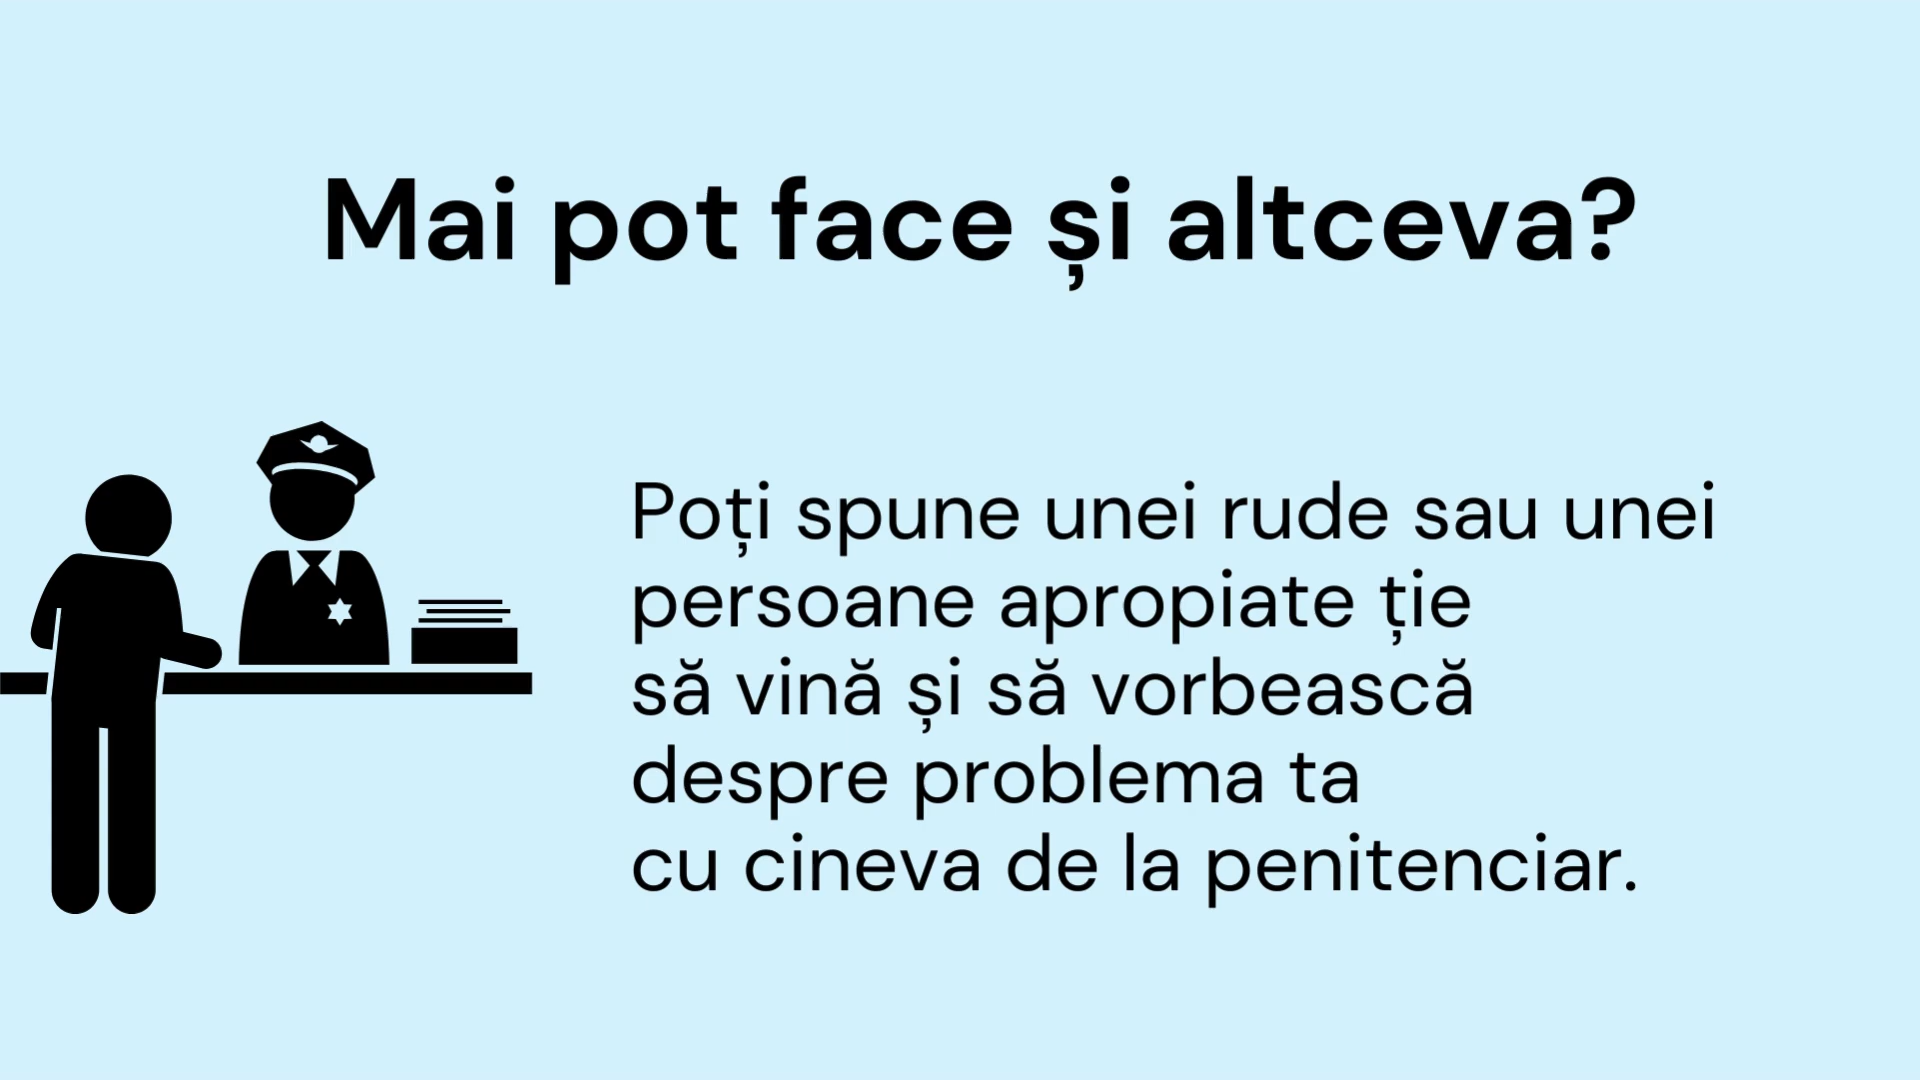 Mai pot face și altceva?
Poți spune unei rude sau unei
persoane apropiate ție
să vină și să vorbească
despre problema ta
cu cineva de la penitenciar.